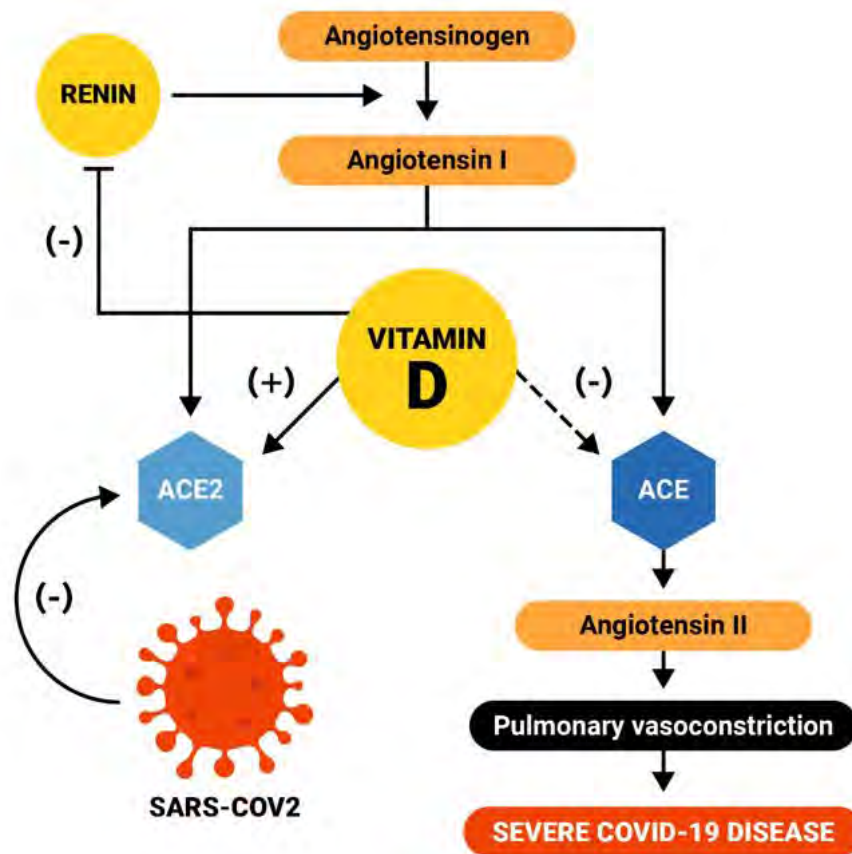 Angiotensinogen
RENIN
Angiotensin I
(-)
VITAMIN
D
(+)
(-)
ACE2
ACE
(-)
Angiotensin II
Pulmonary vasoconstriction
SARS-COV2
SEVERE COVID-19 DISEASE